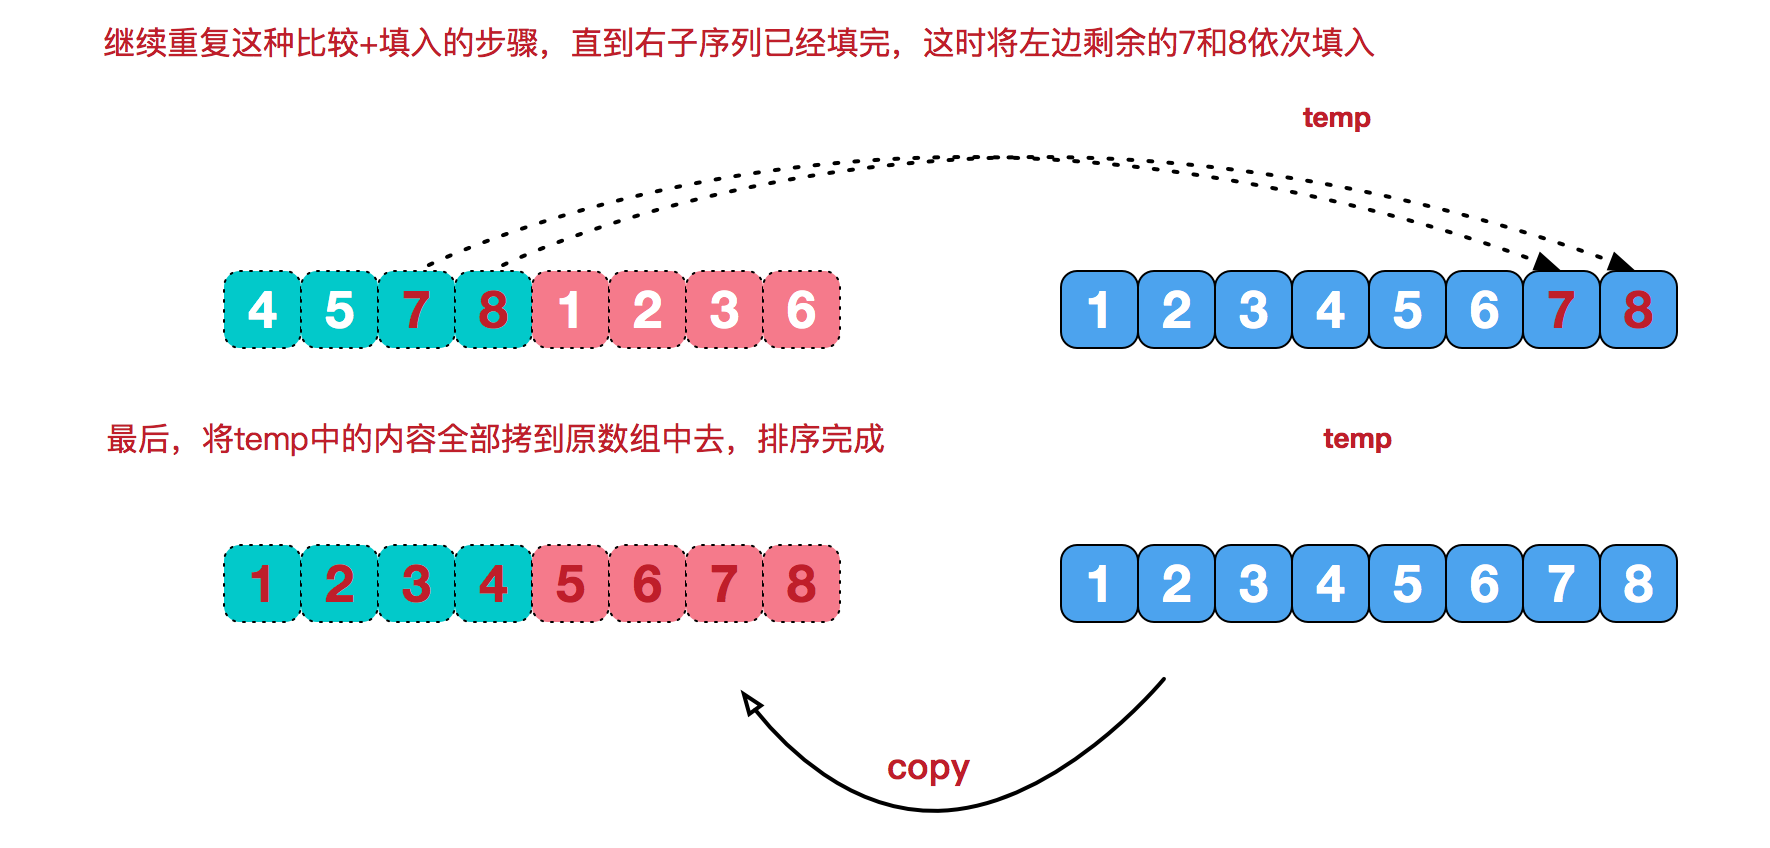 继续重复这种比较+填入的步骤，直到右子序列已经填完，这时将左边剩余的7和8依次填入
temp
4 5 7 8 1 2 3 6
1 2 3 4 5 6 7 8
最后，将temp中的内容全部拷到原数组中去，排序完成
temp
1 2 3 4 5 6 7 8
1 2 3 4 5 6 7 8
copy